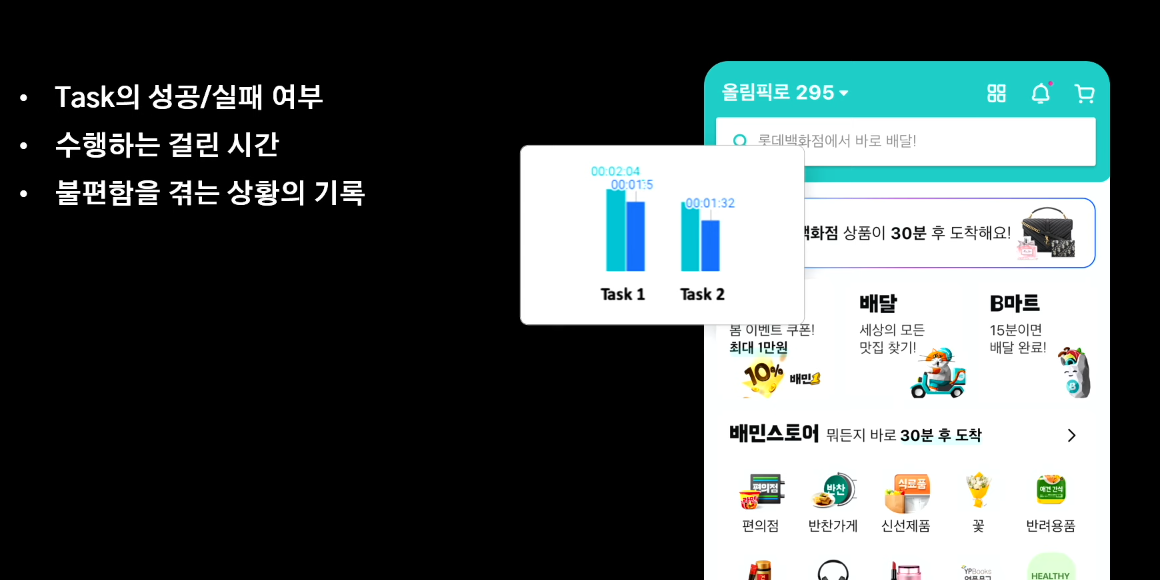 • Task의 성공/실패 여부
• 수행하는 걸린 시간
• 불편함을 겪는 상황의 기록
올림픽로 295
롯데백화점에서 바로 배달!
00:02:04
00:01:32
Task 1
Task 2
백화점 상품이 30분 후 도착해요!
봄 이벤트 쿠폰!
최대 1만원
10%
배민
배달
세상의 모든
맛집 찾기!
B마트
15분이면
배달 완료!
배민스토어 뭐든지 바로 30분 후 도착
편의점
반찬
식료품
편의점
반찬가게
신선제품
꽃
반려용품
YPBooks
HEALTHY